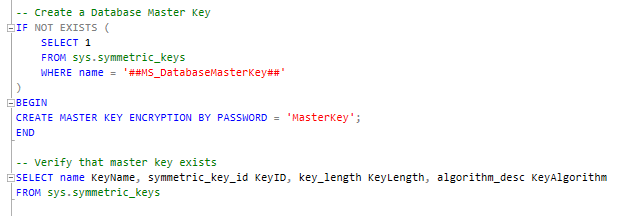 -- Create a Database Master Key
IF NOT EXISTS (
SELECT 1
FROM sys.symmetric_keys
WHERE name = '##MS_DatabaseMasterKey##'
)
BEGIN
CREATE MASTER KEY ENCRYPTION BY PASSWORD = 'MasterKey';
END
-- Verify that master key exists
SELECT name KeyName, symmetric_key_id KeyID, key_length KeyLength, algorithm_desc KeyAlgorithm
FROM sys.symmetric_keys